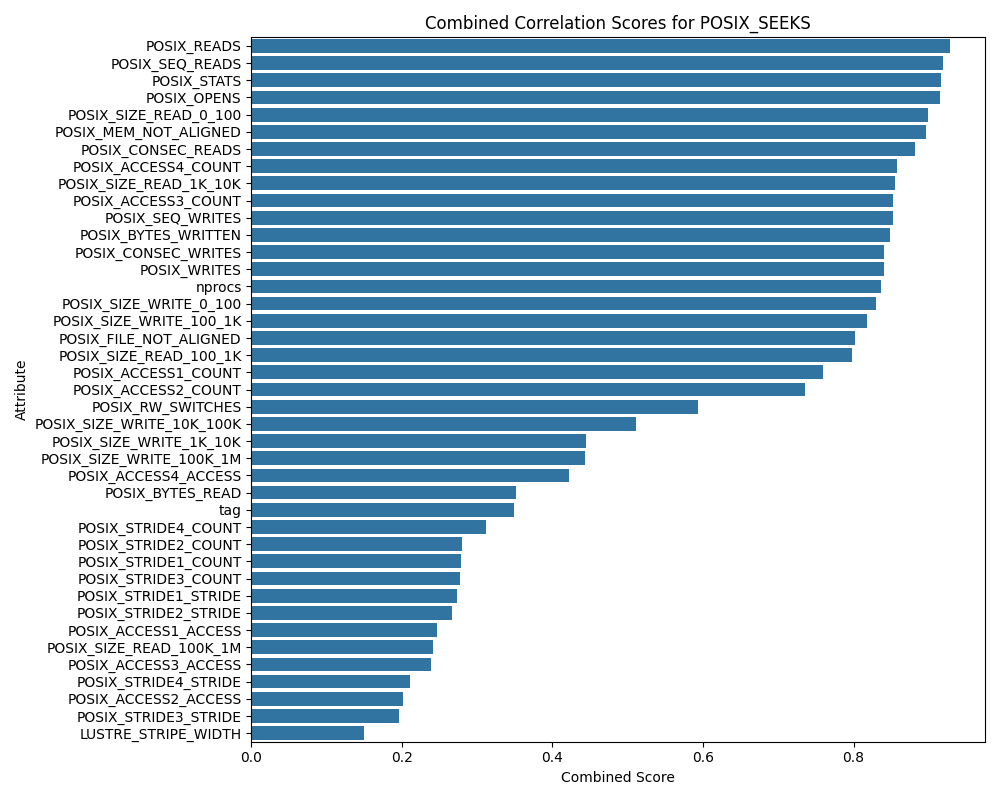 Combined Correlation Scores for POSIX_SEEKS
Attribute
POSIX_READS
POSIX_SEQ_READS
POSIX_STATS
POSIX_OPENS
POSIX_SIZE_READ_0_100
POSIX_MEM_NOT_ALIGNED
POSIX_CONSEC_READS
POSIX_ACCESS4_COUNT
POSIX_SIZE_READ_1K_10K
POSIX_ACCESS3_COUNT
POSIX_SEQ_WRITES
POSIX_BYTES_WRITTEN
POSIX_CONSEC_WRITES
POSIX_WRITES
nprocs
POSIX_SIZE_WRITE_0_100
POSIX_SIZE_WRITE_100_1K
POSIX_FILE_NOT_ALIGNED
POSIX_SIZE_READ_100_1K
POSIX_ACCESS1_COUNT
POSIX_ACCESS2_COUNT
POSIX_RW_SWITCHES
POSIX_SIZE_WRITE_10K_100K
POSIX_SIZE_WRITE_1K_10K
POSIX_SIZE_WRITE_100K_1M
POSIX_ACCESS4_ACCESS
POSIX_BYTES_READ
tag
POSIX_STRIDE4_COUNT
POSIX_STRIDE2_COUNT
POSIX_STRIDE1_COUNT
POSIX_STRIDE3_COUNT
POSIX_STRIDE1_STRIDE
POSIX_STRIDE2_STRIDE
POSIX_ACCESS1_ACCESS
POSIX_SIZE_READ_100K_1M
POSIX_ACCESS3_ACCESS
POSIX_STRIDE4_STRIDE
POSIX_ACCESS2_ACCESS
POSIX_STRIDE3_STRIDE
LUSTRE_STRIPE_WIDTH
0.0 0.2 0.4 0.6 0.8
Combined Score